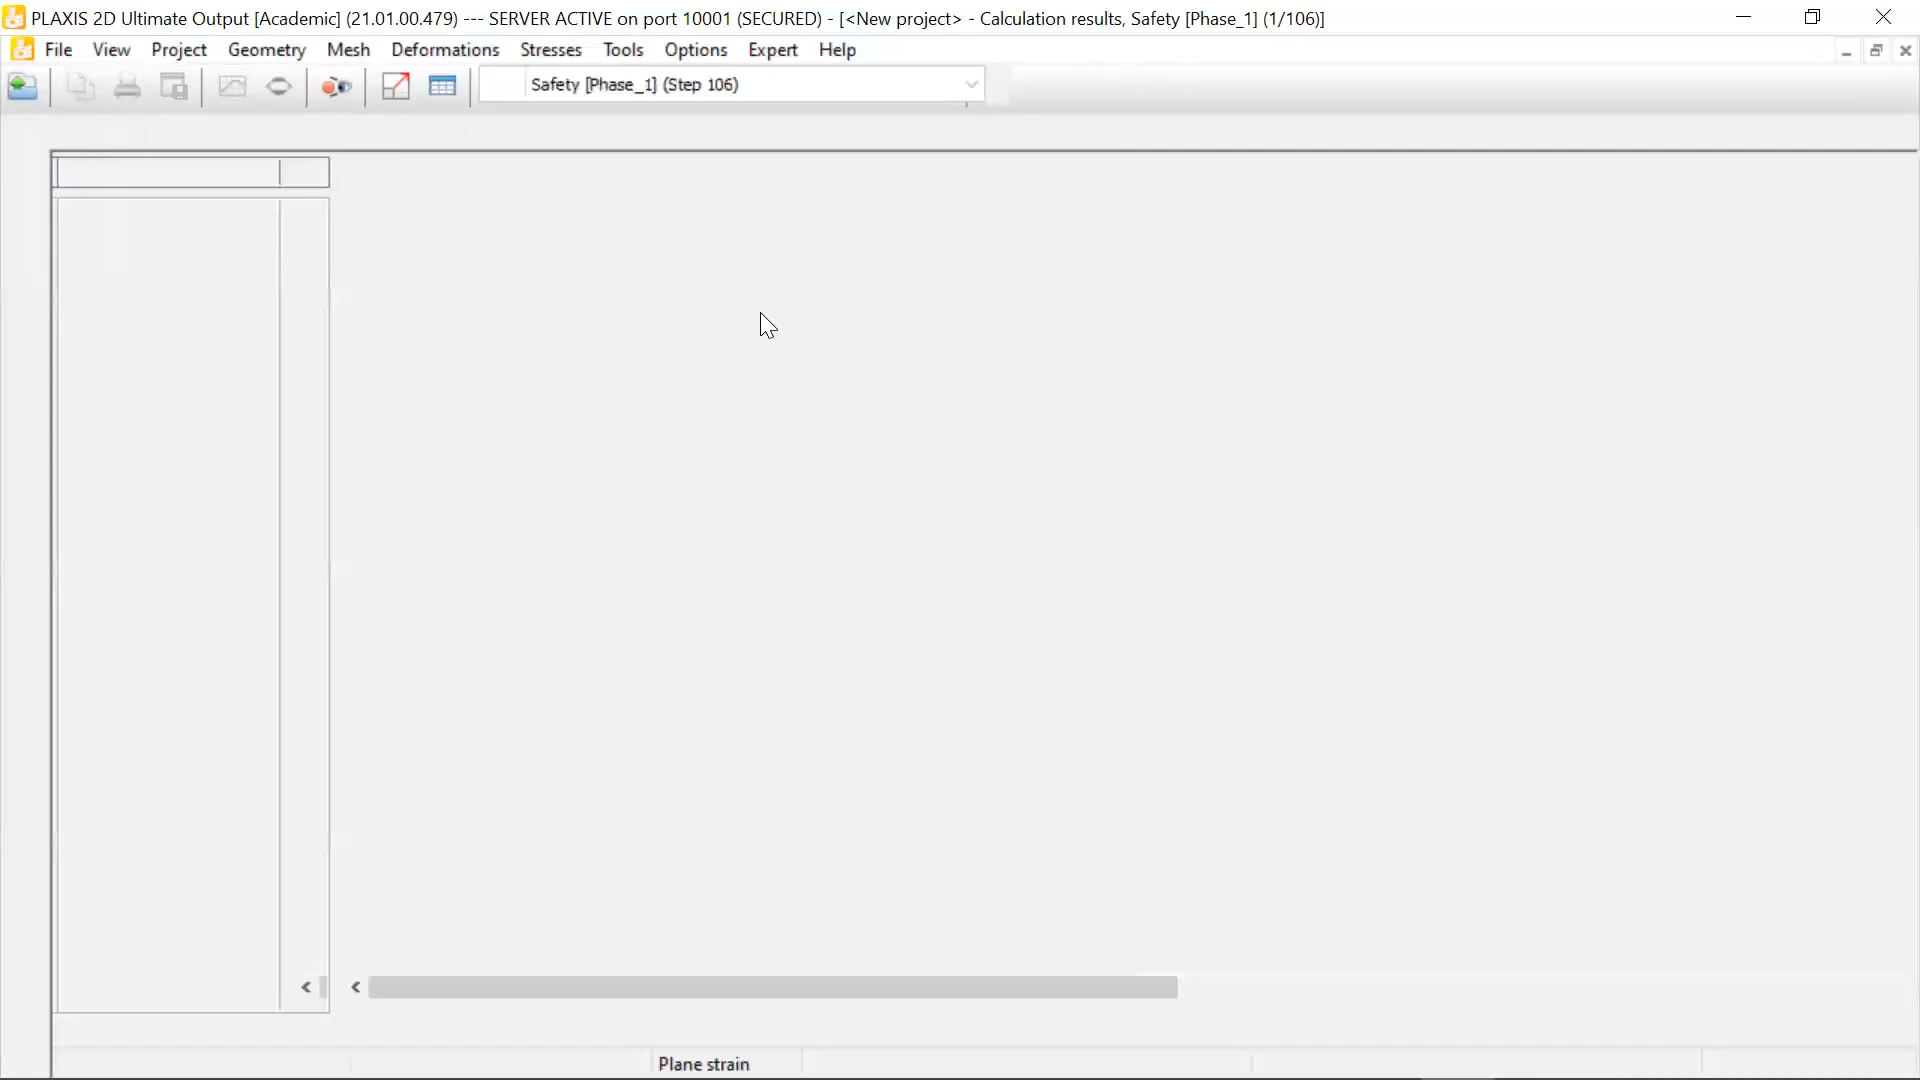 PLAXIS 2D Ultimate Output [Academic] (21.01.00.479) --- SERVER ACTIVE on port 10001 (SECURED) - [<New project> - Calculation results, Safety [Phase_1] (1/106)]
File View Project Geometry Mesh Deformations Stresses Tools Options Expert Help
Safety [Phase_1] (Step 106)
Plane strain